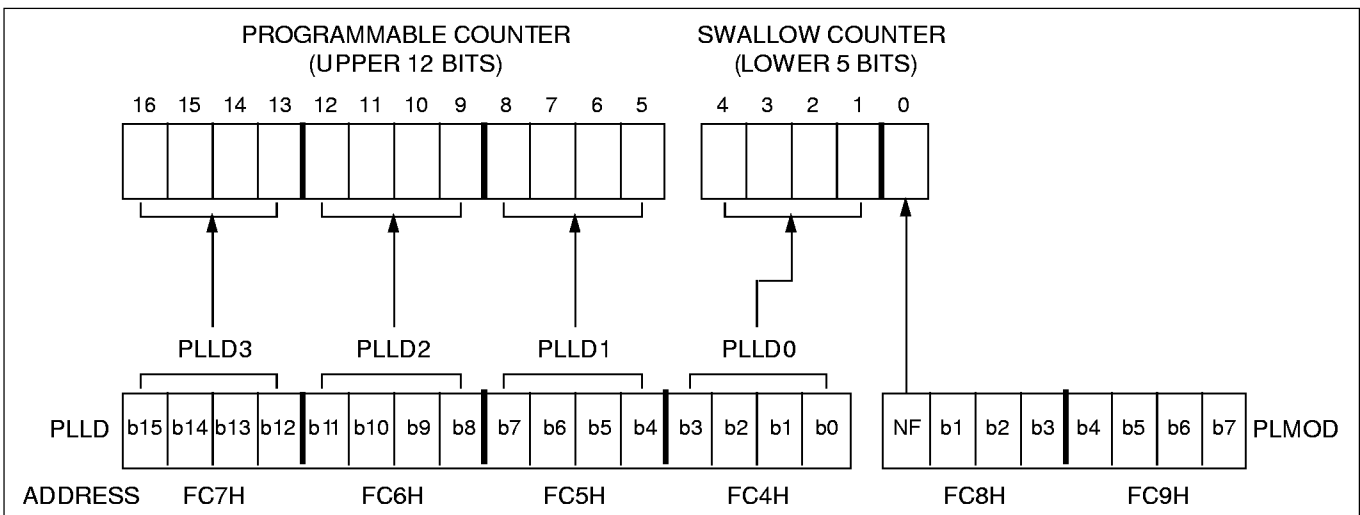 PROGRAMMABLE COUNTER
(UPPER 12 BITS)
SWALLOW COUNTER
(LOWER 5 BITS)
16 15 14 13 12 11 10 9 8 7 6 5
4 3 2 1 0
PLLD3 PLLD2 PLLD1 PLLD0
PLLD b15 b14 b13 b12 b11 b10 b9 b8 b7 b6 b5 b4 b3 b2 b1 b0
NF b1 b2 b3 b4 b5 b6 b7 PLMOD
ADDRESS FC7H FC6H FC5H FC4H FC8H FC9H